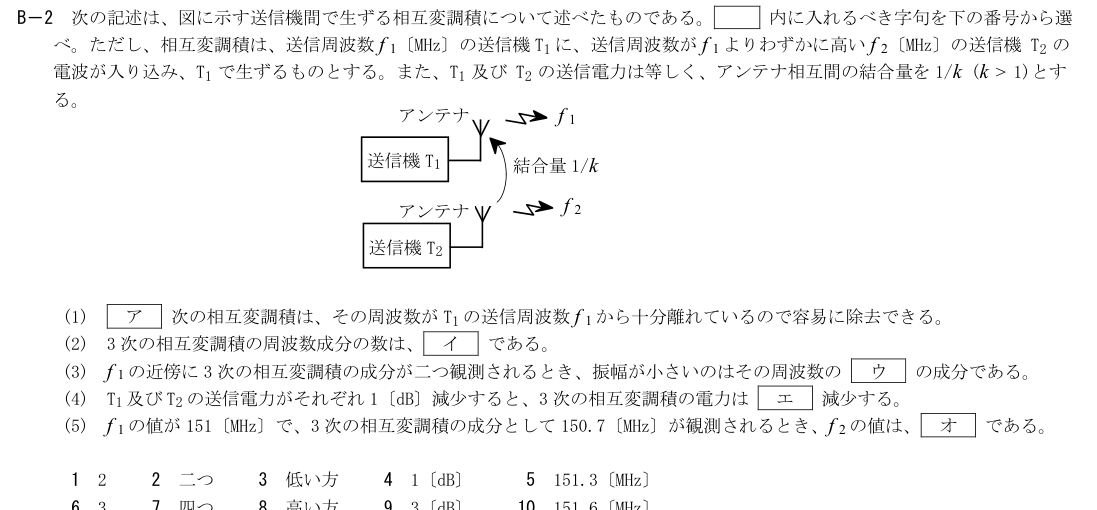 B－2　次の記述は、図に示す送信機間で生ずる相互変調積について述べたものである。□内に入れるべき字句を下の番号から選
べ。ただし、相互変調積は、送信周波数 f1〔MHz〕の送信機 T1 に、送信周波数が f1 よりわずかに高い f2〔MHz〕の送信機 T2 の
電波が入り込み、T1 で生ずるものとする。また、T1 及び T2 の送信電力は等しく、アンテナ相互間の結合量を 1/k (k > 1)とす
る。
アンテナ f1
送信機 T1
結合量 1/k
アンテナ f2
送信機 T2
(1) ア 次の相互変調積は、その周波数が T1 の送信周波数 f1 から十分離れているので容易に除去できる。
(2) 3次の相互変調積の周波数成分の数は、イ である。
(3) f1 の近傍に3次の相互変調積の成分が二つ観測されるとき、振幅が小さいのはその周波数の ウ の成分である。
(4) T1 及び T2 の送信電力がそれぞれ 1〔dB〕減少すると、3次の相互変調積の電力は エ 減少する。
(5) f1 の値が 151〔MHz〕で、3次の相互変調積の成分として 150.7〔MHz〕が観測されるとき、f2 の値は、オ である。
1 2 2 二つ 3 低い方 4 1〔dB〕 5 151.3〔MHz〕
6 3 7 四つ 8 高い方 9 3〔dB〕 10 151.6〔MHz〕